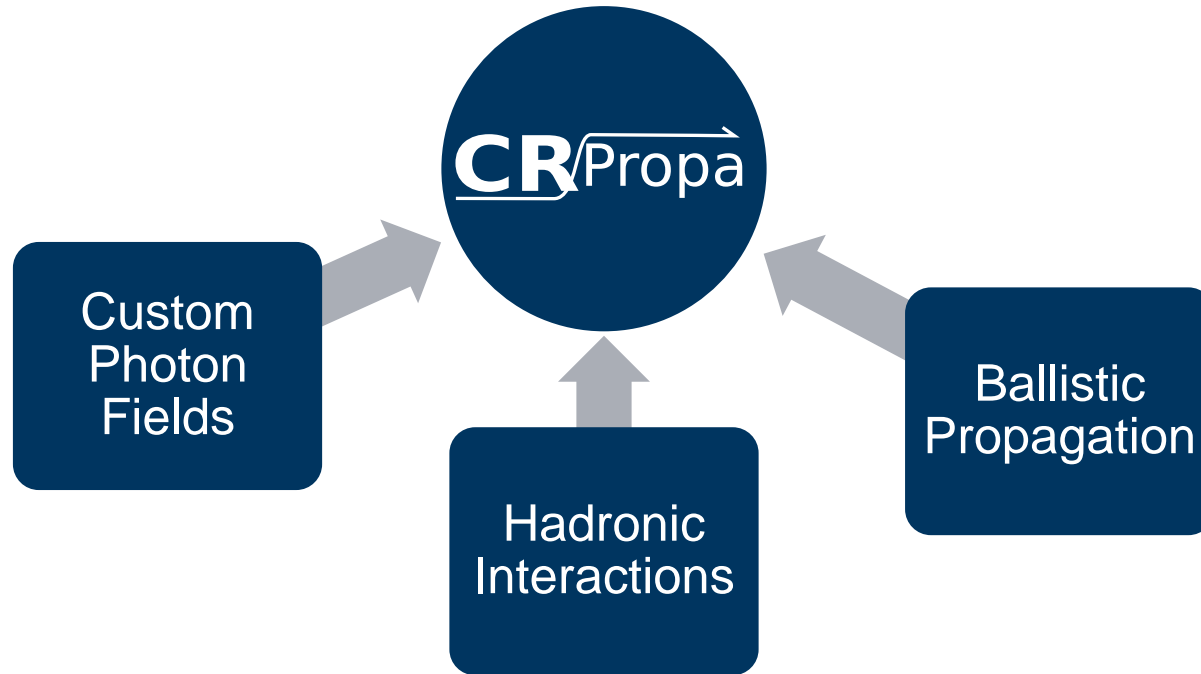 CRPropa
Custom
Photon
Fields
Hadronic
Interactions
Ballistic
Propagation